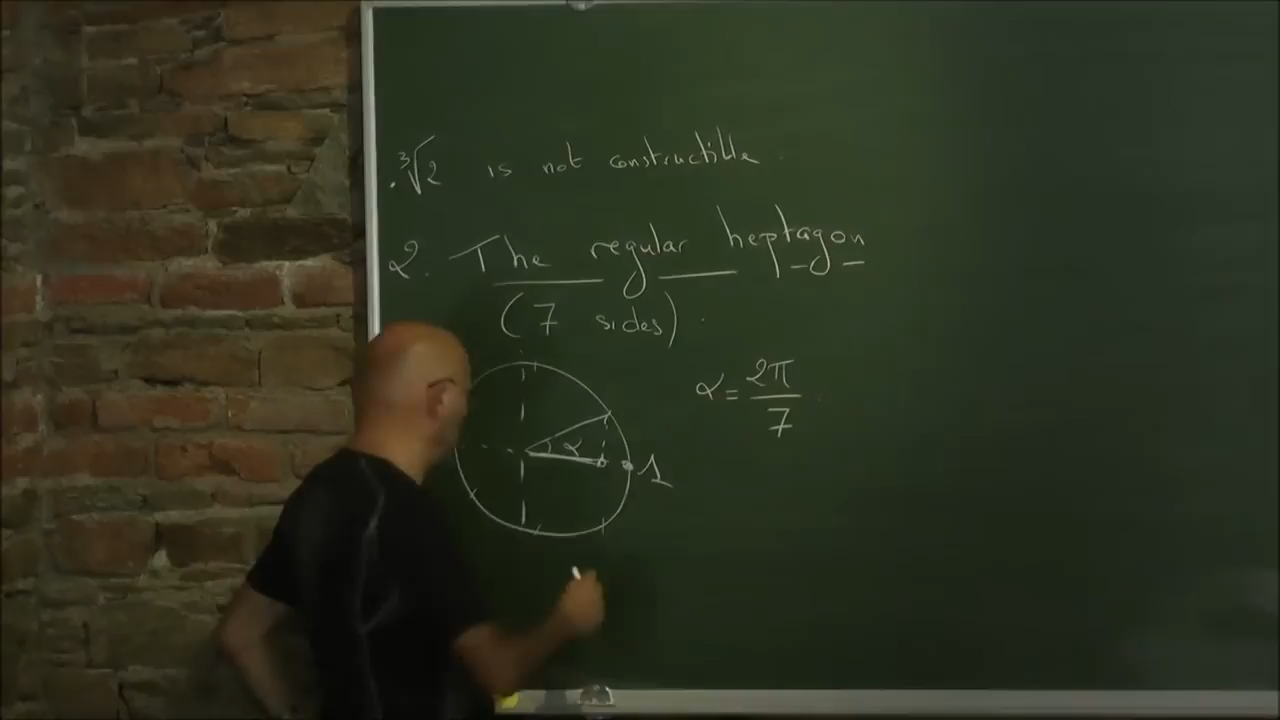 . ∛2 is not constructible.
2. The regular heptagon
(7 sides).
α = 2π/7
α
1